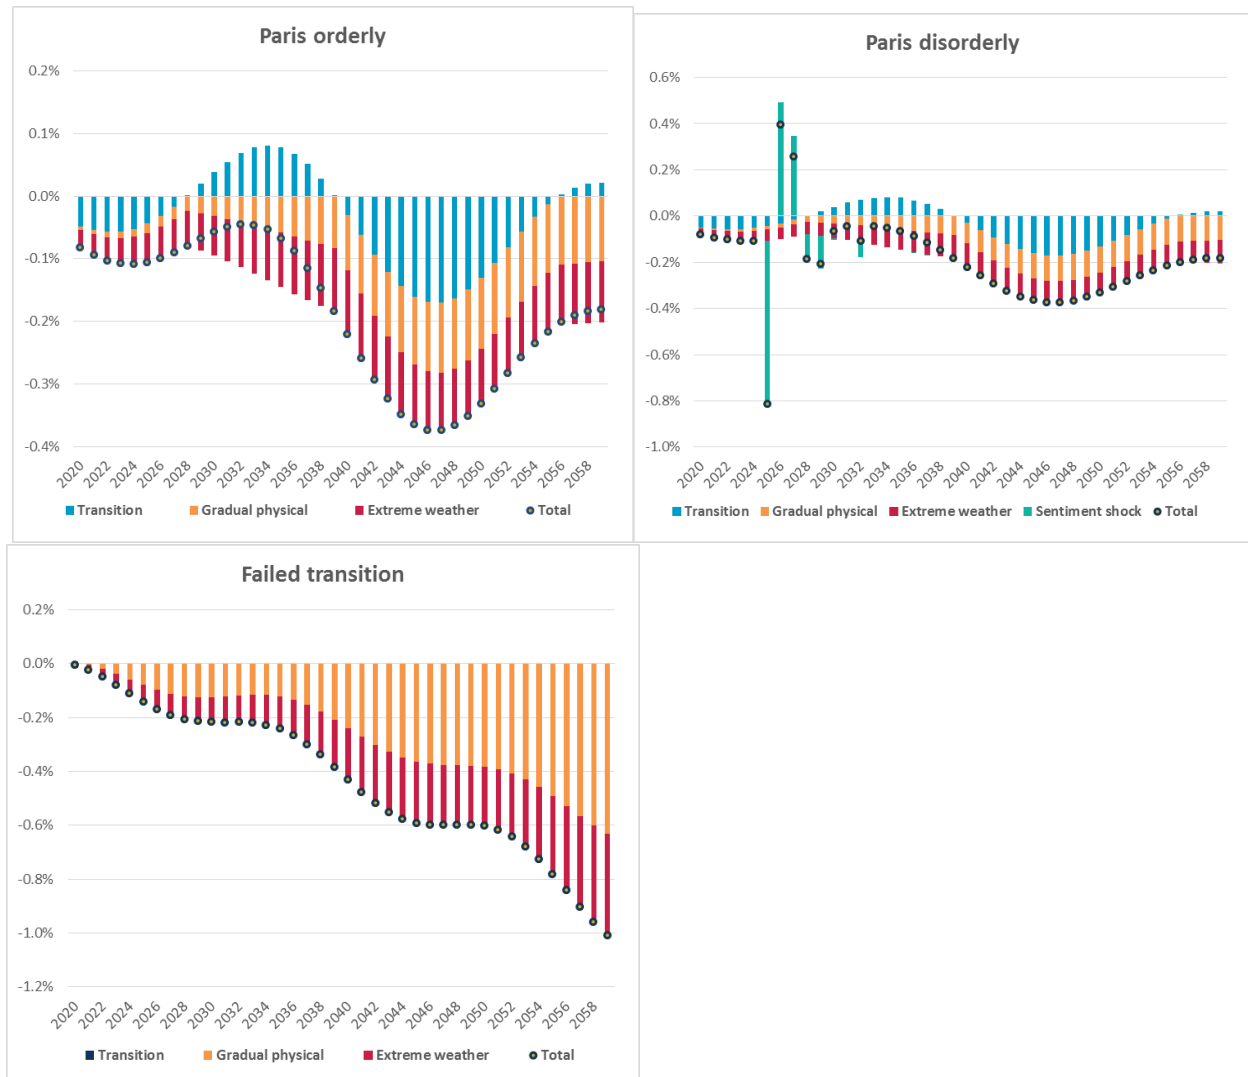 Paris orderly
0.2%
0.1%
0.0%
-0.1%
-0.2%
-0.3%
-0.4%
2020 2022 2024 2026 2028 2030 2032 2034 2036 2038 2040 2042 2044 2046 2048 2050 2052 2054 2056 2058
Transition Gradual physical Extreme weather Total
Paris disorderly
0.6%
0.4%
0.2%
0.0%
-0.2%
-0.4%
-0.6%
-0.8%
-1.0%
2020 2022 2024 2026 2028 2030 2032 2034 2036 2038 2040 2042 2044 2046 2048 2050 2052 2054 2056 2058
Transition Gradual physical Extreme weather Sentiment shock Total
Failed transition
0.2%
0.0%
-0.2%
-0.4%
-0.6%
-0.8%
-1.0%
-1.2%
2020 2022 2024 2026 2028 2030 2032 2034 2036 2038 2040 2042 2044 2046 2048 2050 2052 2054 2056 2058
Transition Gradual physical Extreme weather Total